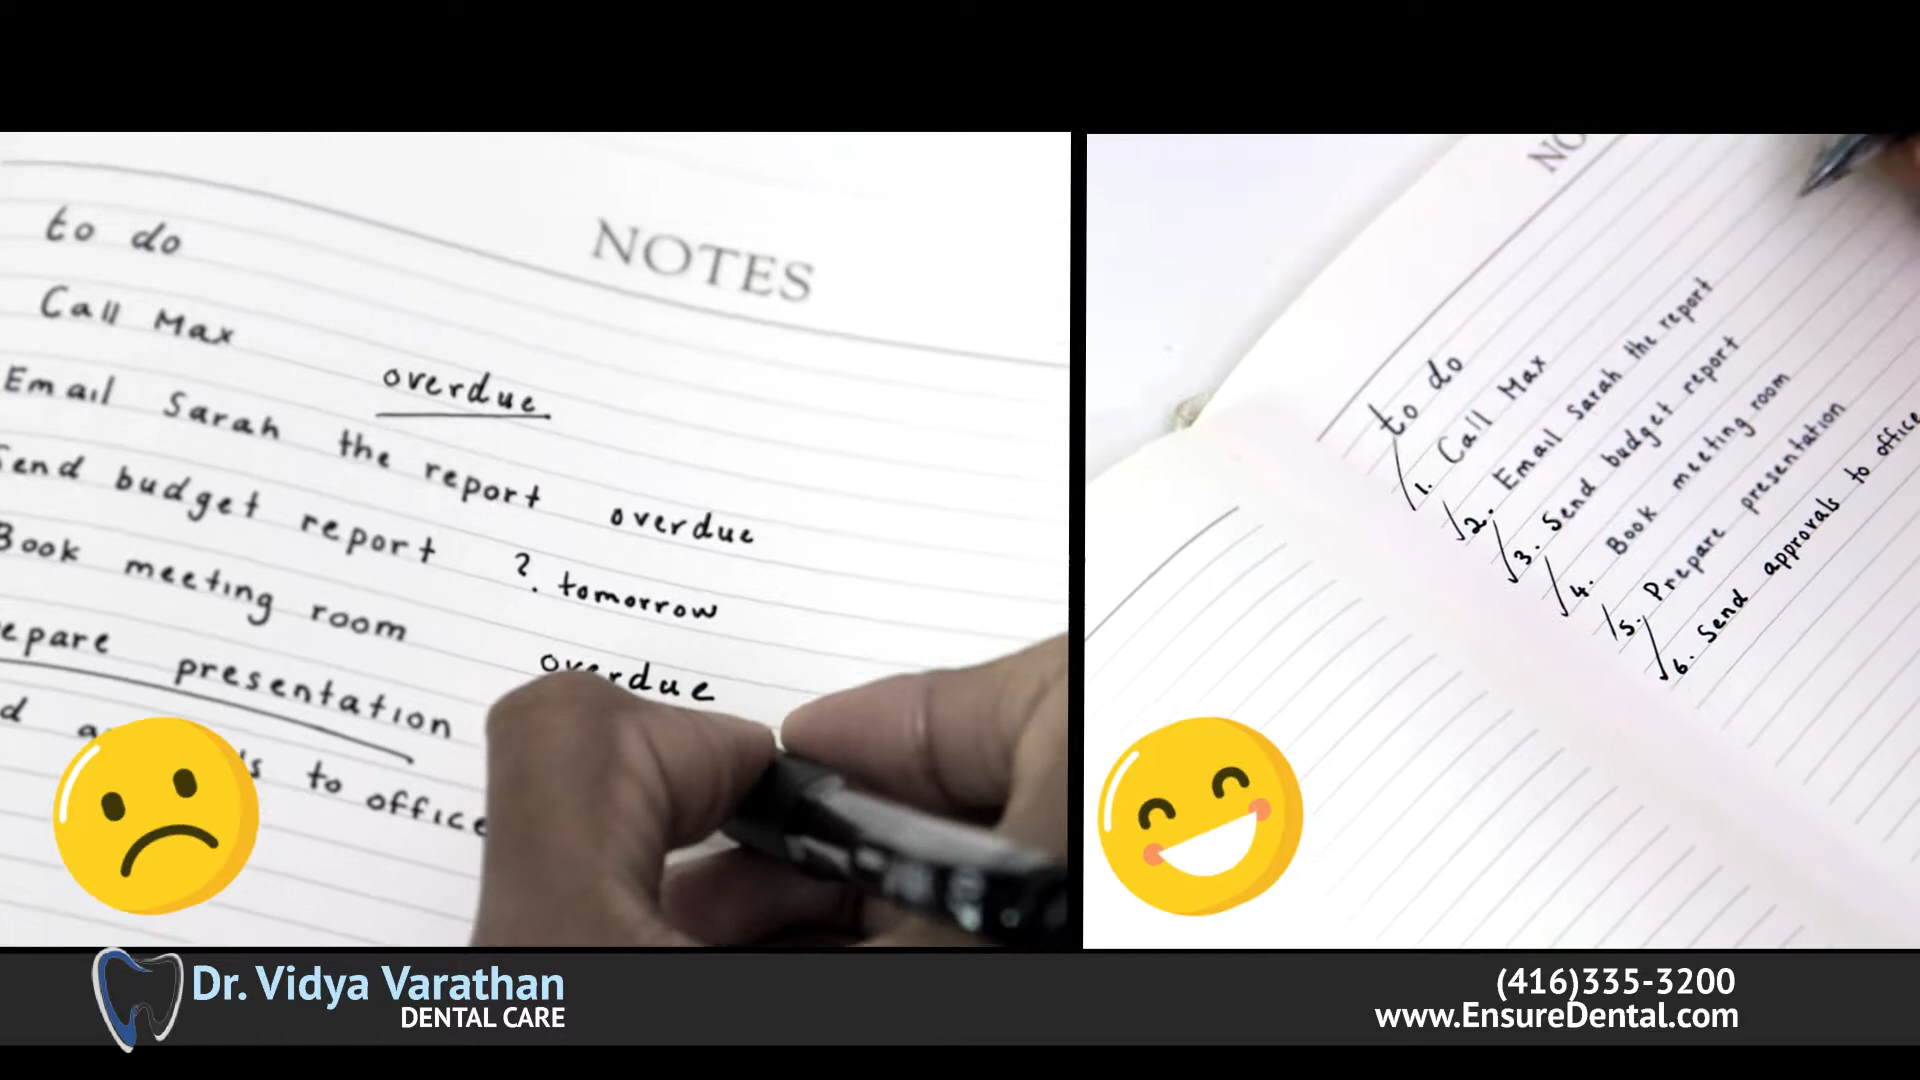 NOTES
to do
Call Max
overdue
Email Sarah the report overdue
Send budget report ? tomorrow
Book meeting room
overdue
presentation
to office
NO
to do
1. Call Max
2. Email Sarah the report
3. Send budget report
4. Book meeting room
5. Prepare presentation
6. Send approvals to office
Dr. Vidya Varathan
DENTAL CARE
(416)335-3200
www.EnsureDental.com